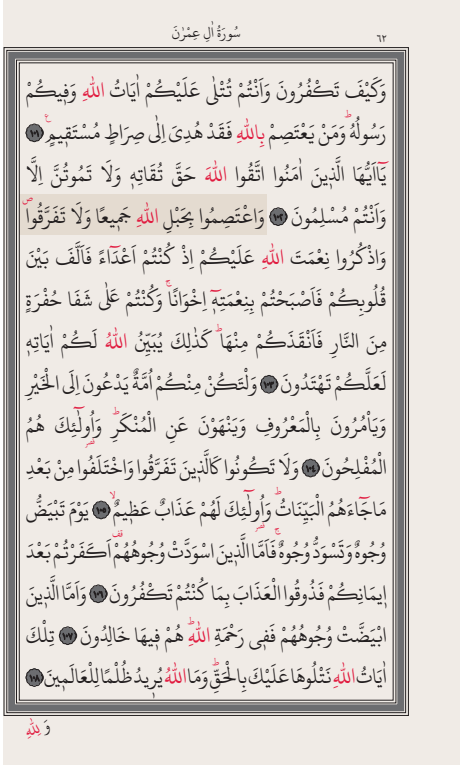 سُورَةُ اٰلِ عِمْرٰنَ
٦٢
وَكَيْفَ تَكْفُرُونَ وَاَنْتُمْ تُتْلٰى عَلَيْكُمْ اٰيَاتُ اللّٰهِ وَفٖيكُمْ
رَسُولُهُؕ وَمَنْ يَعْتَصِمْ بِاللّٰهِ فَقَدْ هُدِىَ اِلٰى صِرَاطٍ مُسْتَقٖيمٍࣖ ﴿١٠١﴾
يَٓا اَيُّهَا الَّذٖينَ اٰمَنُوا اتَّقُوا اللّٰهَ حَقَّ تُقَاتِهٖ وَلَا تَمُوتُنَّ اِلَّا
وَاَنْتُمْ مُسْلِمُونَ ﴿١٠٢﴾ وَاعْتَصِمُوا بِحَبْلِ اللّٰهِ جَمٖيعًا وَلَا تَفَرَّقُواࣕ
وَاذْكُرُوا نِعْمَتَ اللّٰهِ عَلَيْكُمْ اِذْ كُنْتُمْ اَعْدَٓاءً فَاَلَّفَ بَيْنَ
قُلُوبِكُمْ فَاَصْبَحْتُمْ بِنِعْمَتِهٖٓ اِخْوَانًاۚ وَكُنْتُمْ عَلٰى شَفَا حُفْرَةٍ
مِنَ النَّارِ فَاَنْقَذَكُمْ مِنْهَاؕ كَذٰلِكَ يُبَيِّنُ اللّٰهُ لَكُمْ اٰيَاتِهٖ
لَعَلَّكُمْ تَهْتَدُونَ ﴿١٠٣﴾ وَلْتَكُنْ مِنْكُمْ اُمَّةٌ يَدْعُونَ اِلَى الْخَيْرِ
وَيَاْمُرُونَ بِالْمَعْرُوفِ وَيَنْهَوْنَ عَنِ الْمُنْكَرِؕ وَاُو۬لٰٓئِكَ هُمُ
الْمُفْلِحُونَ ﴿١٠٤﴾ وَلَا تَكُونُوا كَالَّذٖينَ تَفَرَّقُوا وَاخْتَلَفُوا مِنْ بَعْدِ
مَا جَٓاءَهُمُ الْبَيِّنَاتُؕ وَاُو۬لٰٓئِكَ لَهُمْ عَذَابٌ عَظٖيمٌۙ ﴿١٠٥﴾ يَوْمَ تَبْيَضُّ
وُجُوهٌ وَتَسْوَدُّ وُجُوهٌۚ فَاَمَّا الَّذٖينَ اسْوَدَّتْ وُجُوهُهُمْࣞ اَكَفَرْتُمْ بَعْدَ
اٖيمَانِكُمْ فَذُوقُوا الْعَذَابَ بِمَا كُنْتُمْ تَكْفُرُونَ ﴿١٠٦﴾ وَاَمَّا الَّذٖينَ
ابْيَضَّتْ وُجُوهُهُمْ فَفٖى رَحْمَةِ اللّٰهِؕ هُمْ فٖيهَا خَالِدُونَ ﴿١٠٧﴾ تِلْكَ
اٰيَاتُ اللّٰهِ نَتْلُوهَا عَلَيْكَ بِالْحَقِّؕ وَمَا اللّٰهُ يُرٖيدُ ظُلْمًا لِلْعَالَمٖينَ ﴿١٠٨﴾
وَ لِلّٰهِ